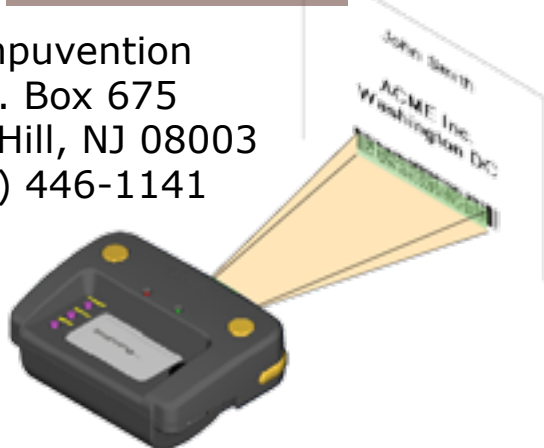 mpuvention
. Box 675
Hill, NJ 08003
) 446-1141
John Smith
ACME Inc.
Washington DC